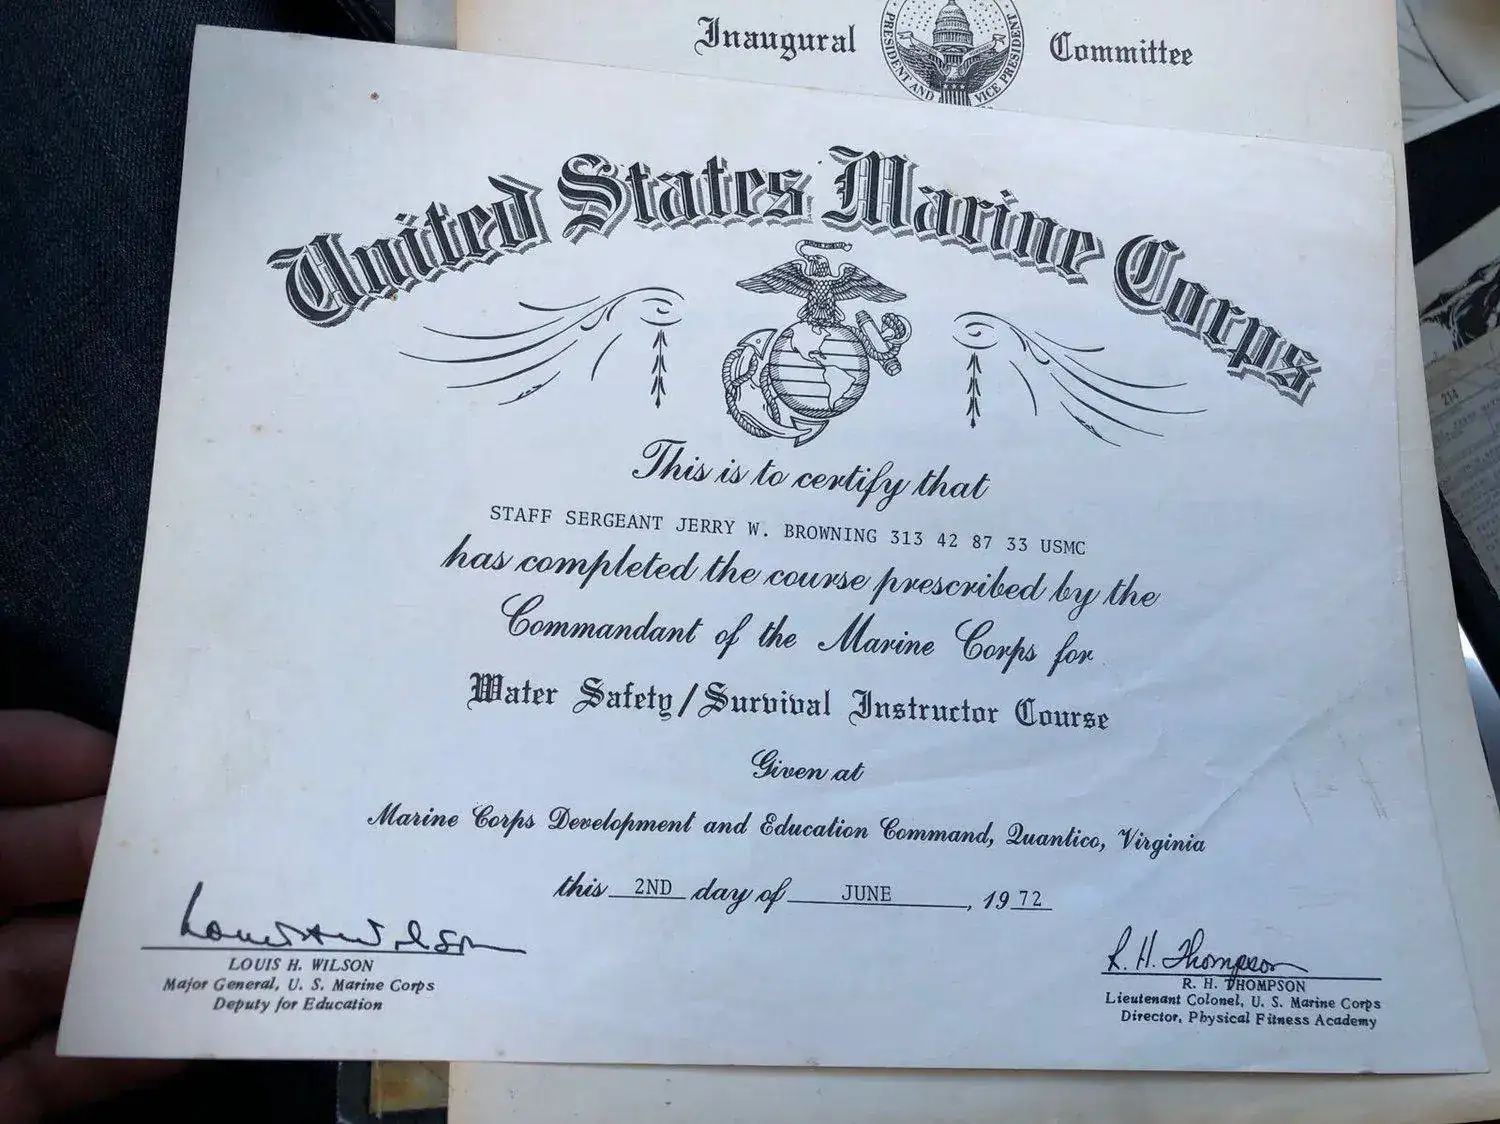 Inaugural Committee
PRESIDENT AND VICE PRESIDENT
United States Marine Corps
This is to certify that
STAFF SERGEANT JERRY W. BROWNING 313 42 87 33 USMC
has completed the course prescribed by the
Commandant of the Marine Corps for
Water Safety/Survival Instructor Course
Given at
Marine Corps Development and Education Command, Quantico, Virginia
this 2ND day of JUNE, 1972
Louis H. Wilson
LOUIS H. WILSON
Major General, U. S. Marine Corps
Deputy for Education
R. H. Thompson
R. H. THOMPSON
Lieutenant Colonel, U. S. Marine Corps
Director, Physical Fitness Academy
214